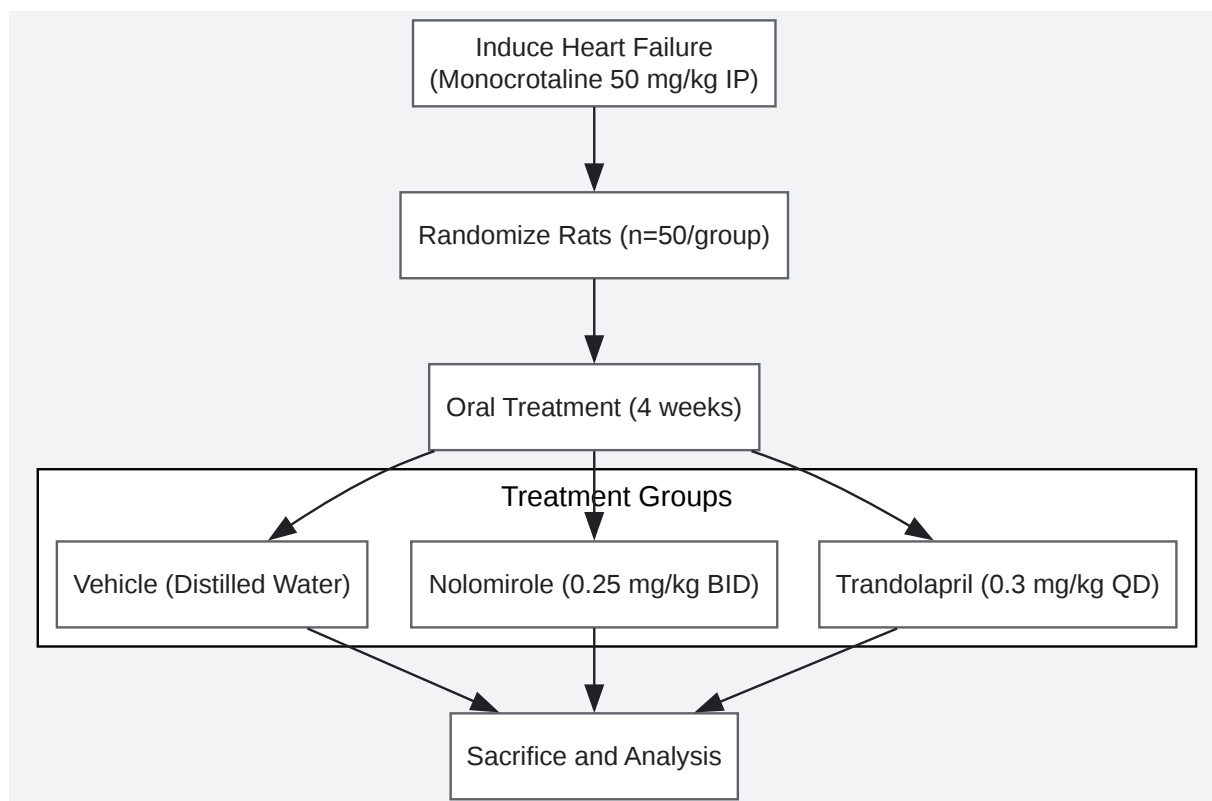 Induce Heart Failure
(Monocrotaline 50 mg/kg IP)
Randomize Rats (n=50/group)
Oral Treatment (4 weeks)
Treatment Groups
Vehicle (Distilled Water)
Nolomirole (0.25 mg/kg BID)
Trandolapril (0.3 mg/kg QD)
Sacrifice and Analysis